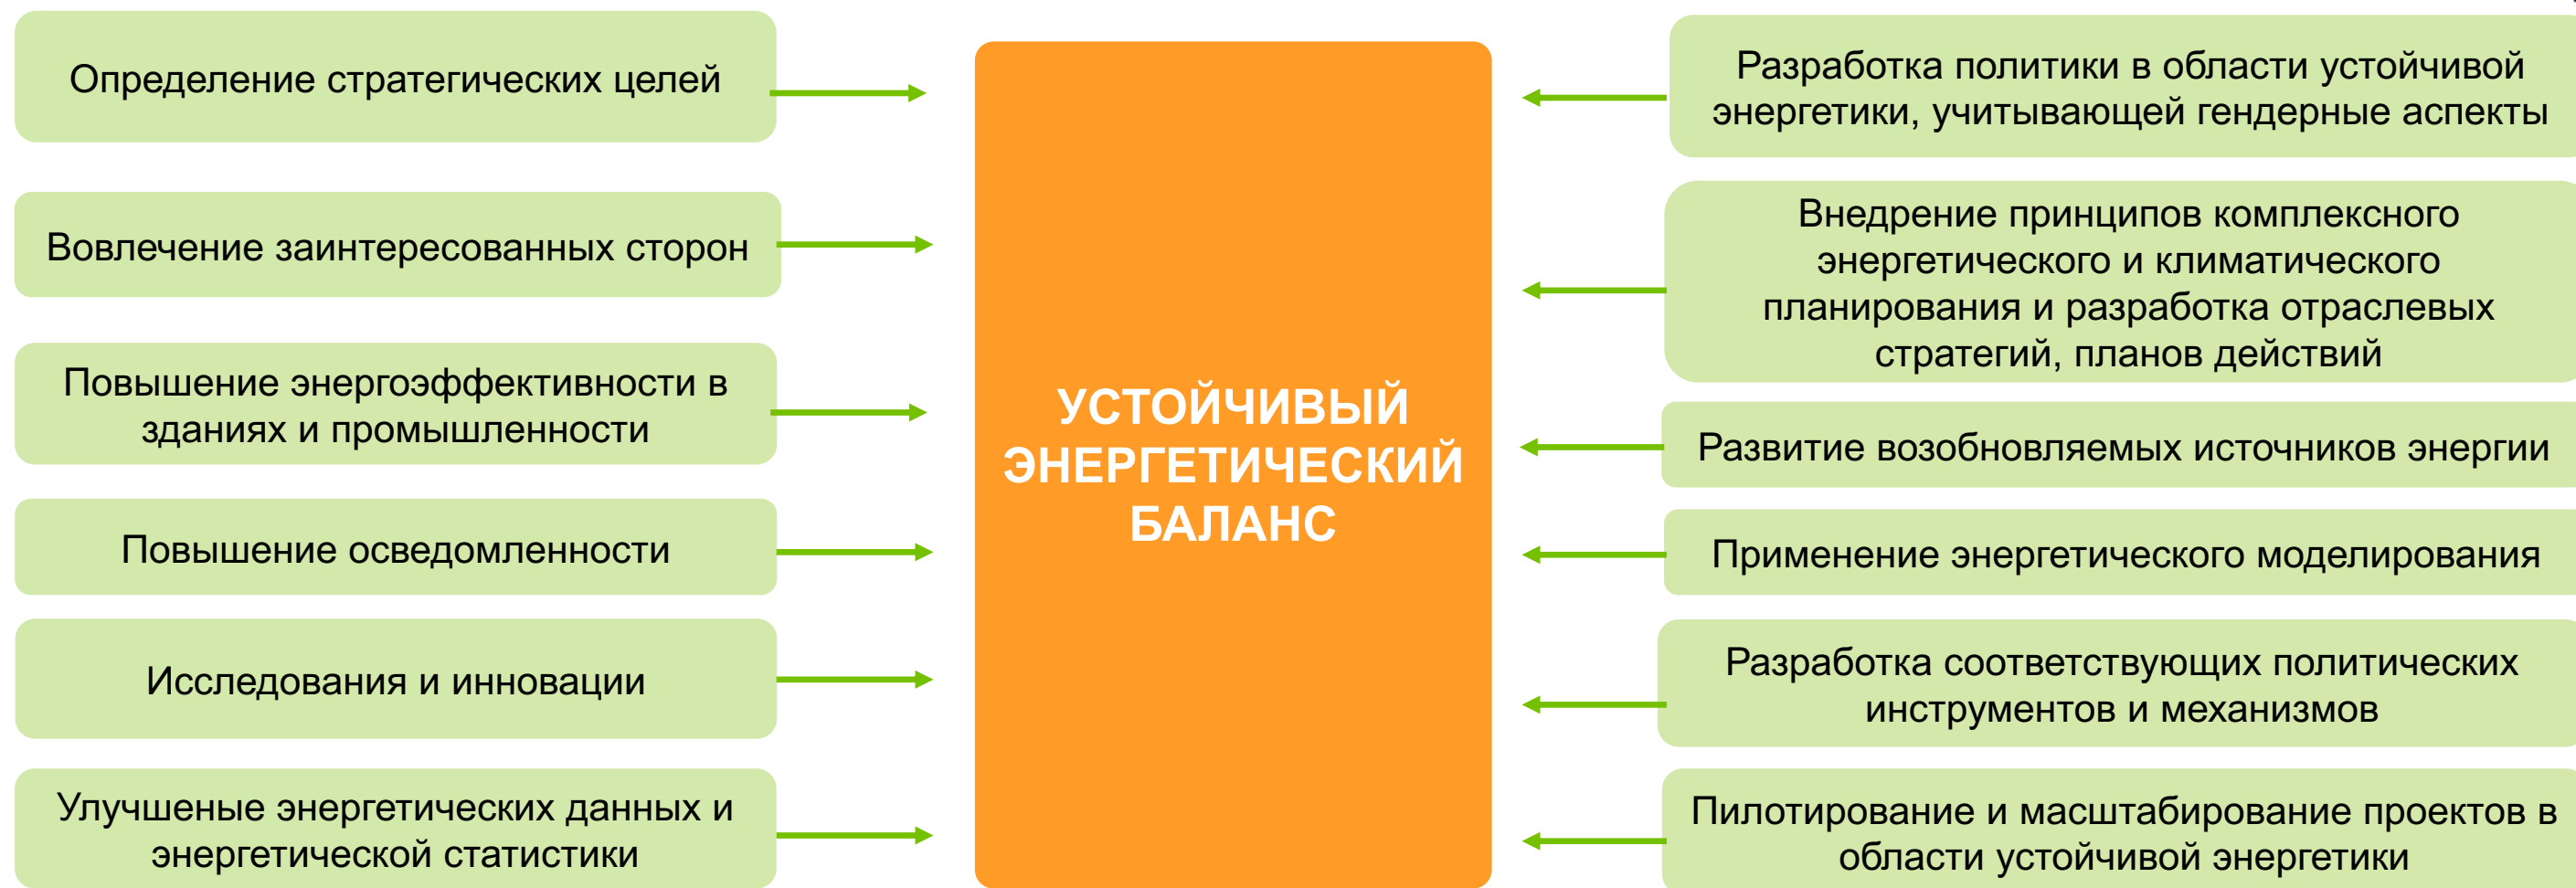 Определение стратегических целей
Вовлечение заинтересованных сторон
Повышение энергоэффективности в
зданиях и промышленности
Повышение осведомленности
Исследования и инновации
Улучшеные энергетических данных и
энергетической статистики
УСТОЙЧИВЫЙ
ЭНЕРГЕТИЧЕСКИЙ
БАЛАНС
Разработка политики в области устойчивой
энергетики, учитывающей гендерные аспекты
Внедрение принципов комплексного
энергетического и климатического
планирования и разработка отраслевых
стратегий, планов действий
Развитие возобновляемых источников энергии
Применение энергетического моделирования
Разработка соответствующих политических
инструментов и механизмов
Пилотирование и масштабирование проектов в
области устойчивой энергетики